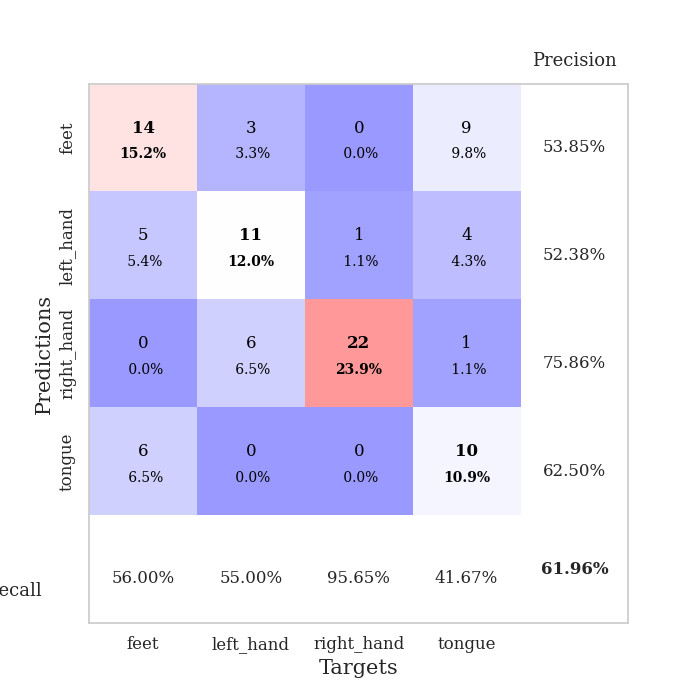 Precision
feet 14 3 0 9 53.85%
15.2% 3.3% 0.0% 9.8%
left_hand 5 11 1 4 52.38%
5.4% 12.0% 1.1% 4.3%
Predictions
right_hand 0 6 22 1 75.86%
0.0% 6.5% 23.9% 1.1%
tongue 6 0 0 10 62.50%
6.5% 0.0% 0.0% 10.9%
ecall 56.00% 55.00% 95.65% 41.67% 61.96%
feet left_hand right_hand tongue
Targets